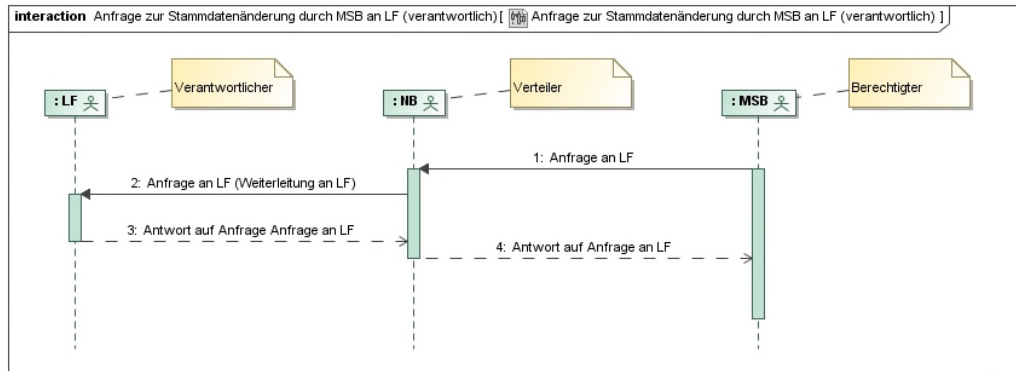 interaction Anfrage zur Stammdatenänderung durch MSB an LF (verantwortlich) [ Anfrage zur Stammdatenänderung durch MSB an LF (verantwortlich) ]
Verantwortlicher
Verteiler
Berechtigter
: LF
: NB
: MSB
1: Anfrage an LF
2: Anfrage an LF (Weiterleitung an LF)
3: Antwort auf Anfrage Anfrage an LF
4: Antwort auf Anfrage an LF